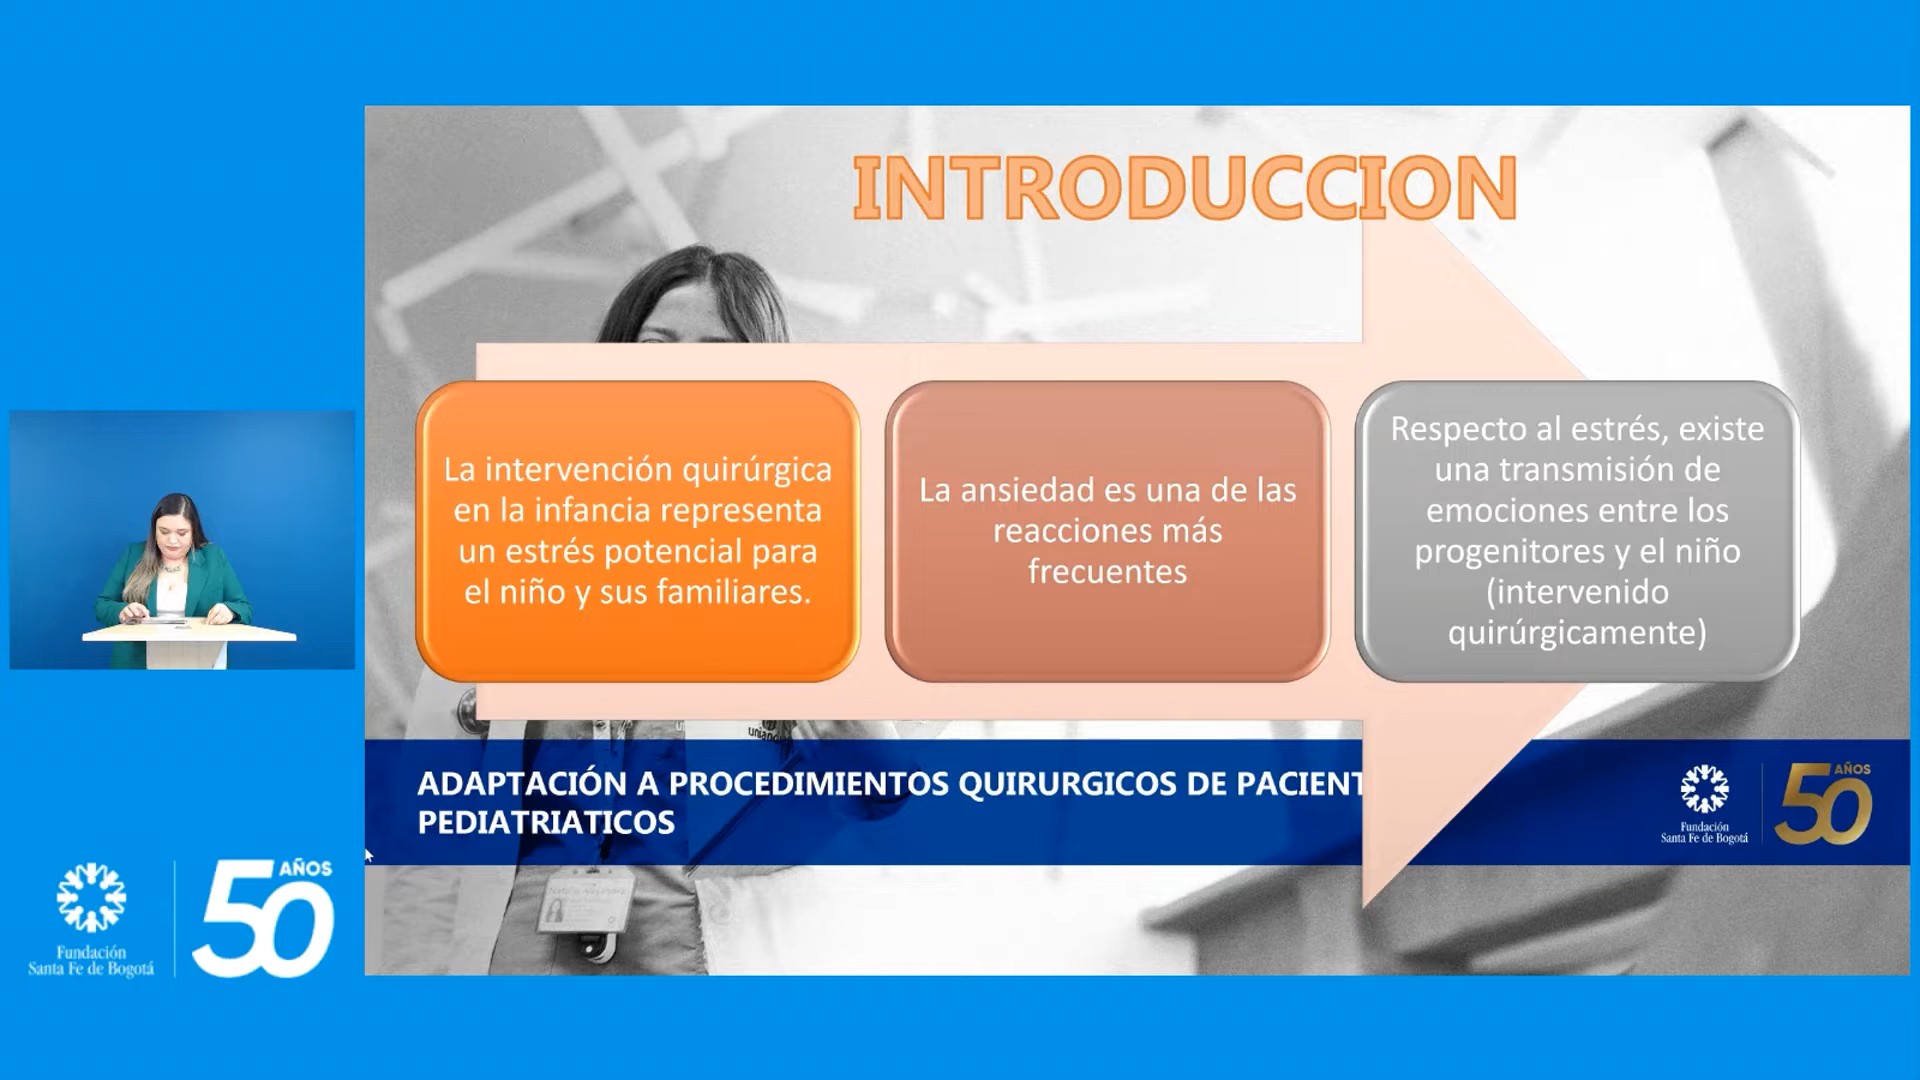 INTRODUCCION
La intervención quirúrgica
en la infancia representa
un estrés potencial para
el niño y sus familiares.
La ansiedad es una de las
reacciones más
frecuentes
Respecto al estrés, existe
una transmisión de
emociones entre los
progenitores y el niño
(intervenido
quirúrgicamente)
ADAPTACIÓN A PROCEDIMIENTOS QUIRURGICOS DE PACIENT
PEDIATRIATICOS
Fundación
Santa Fe de Bogotá
50 AÑOS
Fundación
Santa Fe de Bogotá
50 AÑOS